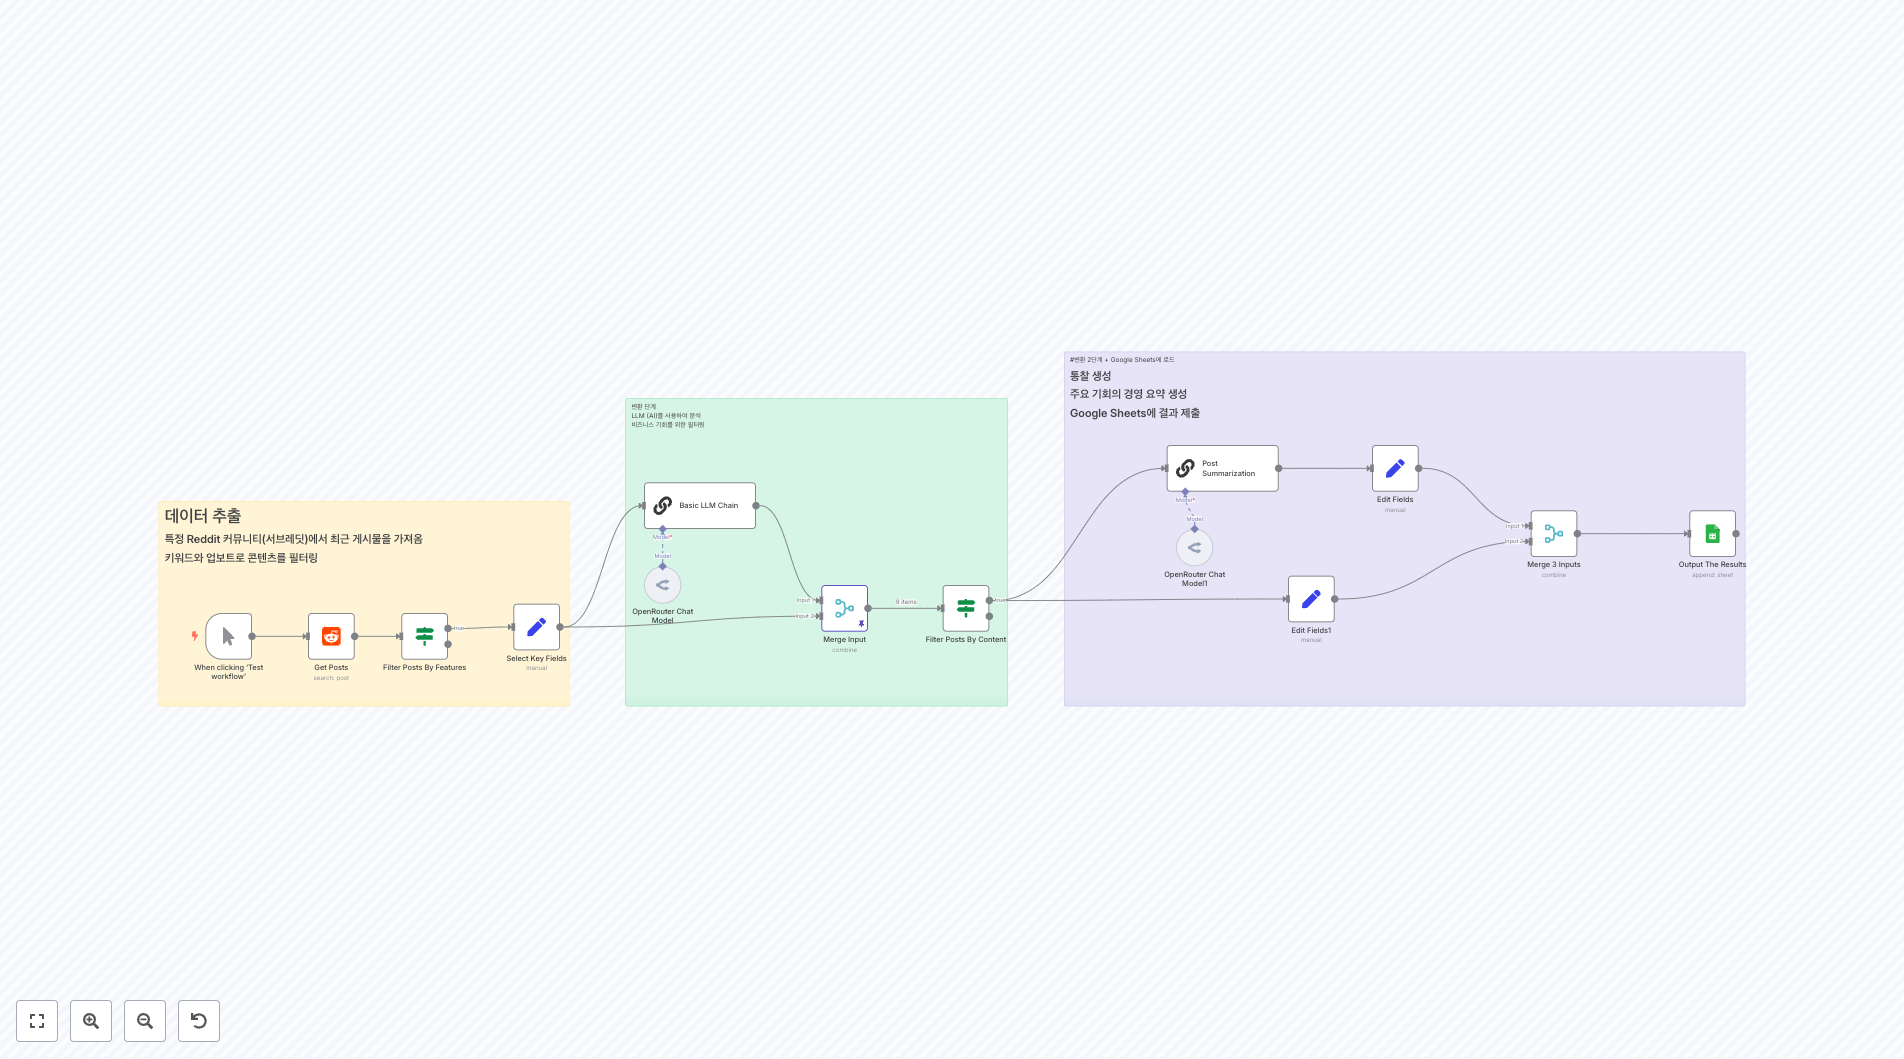 데이터 추출
특정 Reddit 커뮤니티(서브레딧)에서 최근 게시물을 가져옴
키워드와 업보트로 콘텐츠를 필터링
When clicking ‘Test
workflow’
Get Posts
search: post
Filter Posts By Features
true
Select Key Fields
manual
변환 단계
LLM (AI)를 사용하여 분석
비즈니스 기회를 위한 필터링
Basic LLM Chain
Model*
Model
OpenRouter Chat
Model
Input 1
Input 2
Merge Input
combine
9 items
Filter Posts By Content
true
#변환 2단계 + Google Sheets에 로드
통찰 생성
주요 기회의 경영 요약 생성
Google Sheets에 결과 제출
Post
Summarization
Model*
Model
OpenRouter Chat
Model1
Edit Fields
manual
Edit Fields1
manual
Input 1
Input 2
Merge 3 Inputs
combine
Output The Results
append: sheet